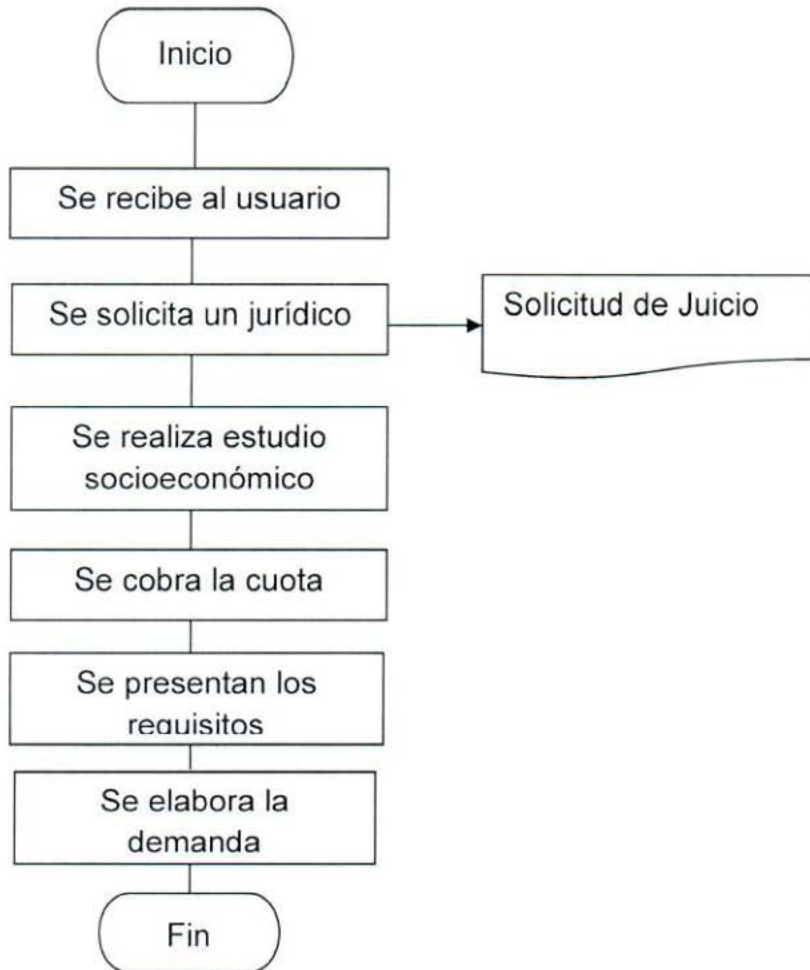 Inicio
Se recibe al usuario
Se solicita un jurídico
Solicitud de Juicio
Se realiza estudio
socioeconómico
Se cobra la cuota
Se presentan los
requisitos
Se elabora la
demanda
Fin